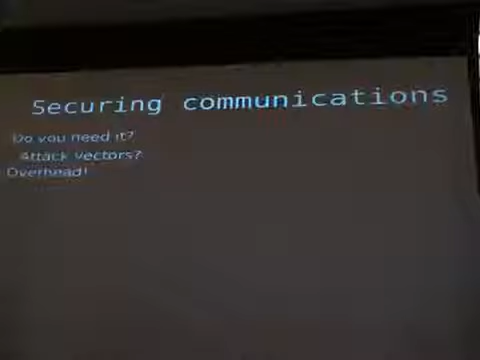 Securing communications
Do you need it?
Attack vectors?
Overhead!